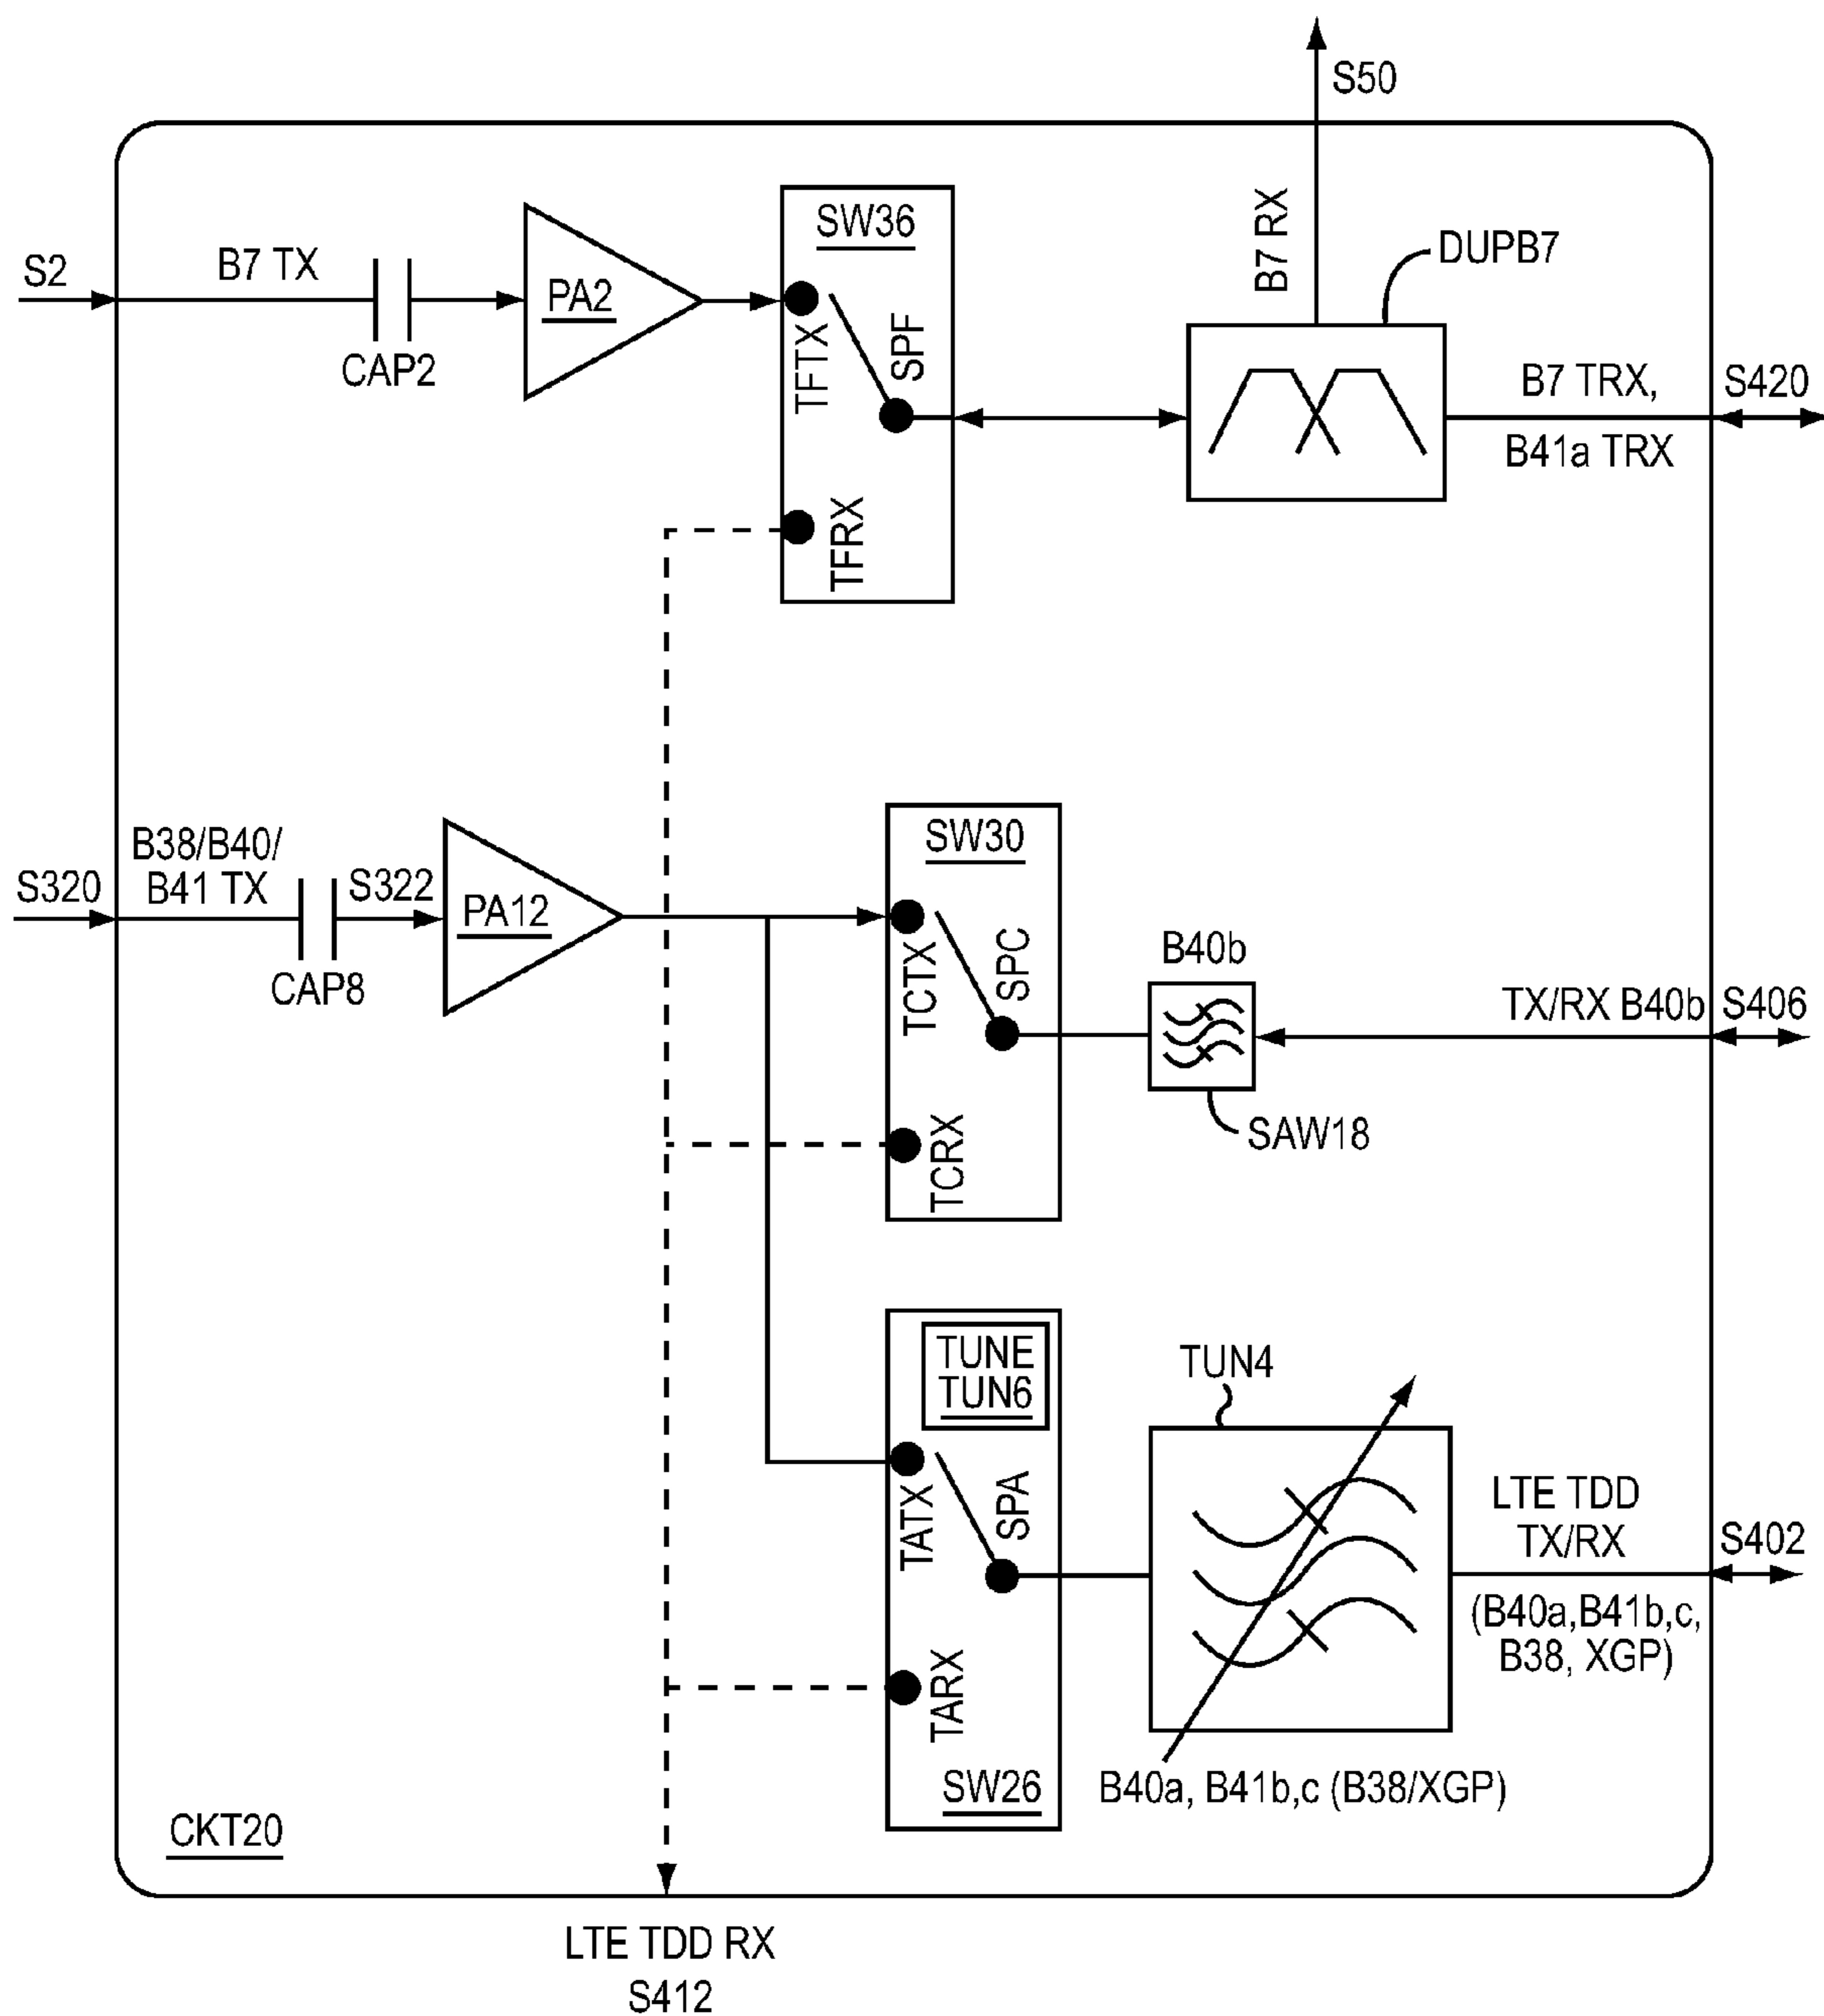 S50
SW36
B7 RX
DUPB7
S2
B7 TX
PA2
CAP2
TFTX
SPF
B7 TRX,
S420
B41a TRX
TFRX
SW30
B38/B40/
B41 TX
S320
S322
PA12
CAP8
TCTX
SPC
B40b
TX/RX B40b
S406
SAW18
TCRX
TUNE
TUN6
TUN4
TATX
SPA
LTE TDD
TX/RX
S402
(B40a,B41b,c,
B38, XGP)
TARX
SW26
B40a, B41b,c (B38/XGP)
CKT20
LTE TDD RX
S412